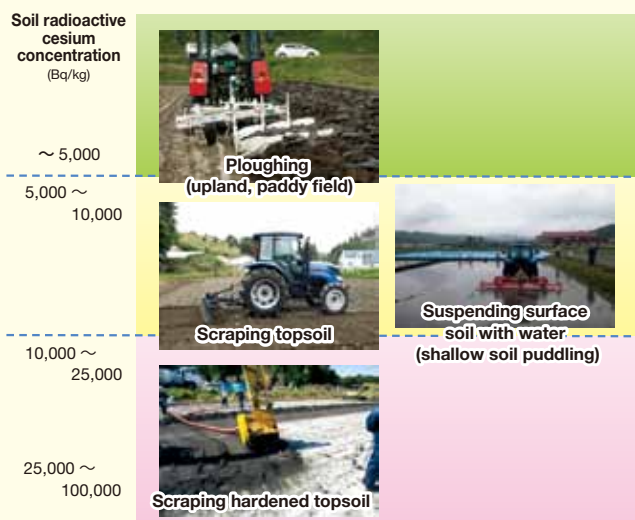 Soil radioactive
cesium
concentration
(Bq/kg)
～ 5,000
Ploughing
(upland, paddy field)
5,000 ～
10,000
Scraping topsoil
Suspending surface
soil with water
(shallow soil puddling)
10,000 ～
25,000
25,000 ～
100,000
Scraping hardened topsoil